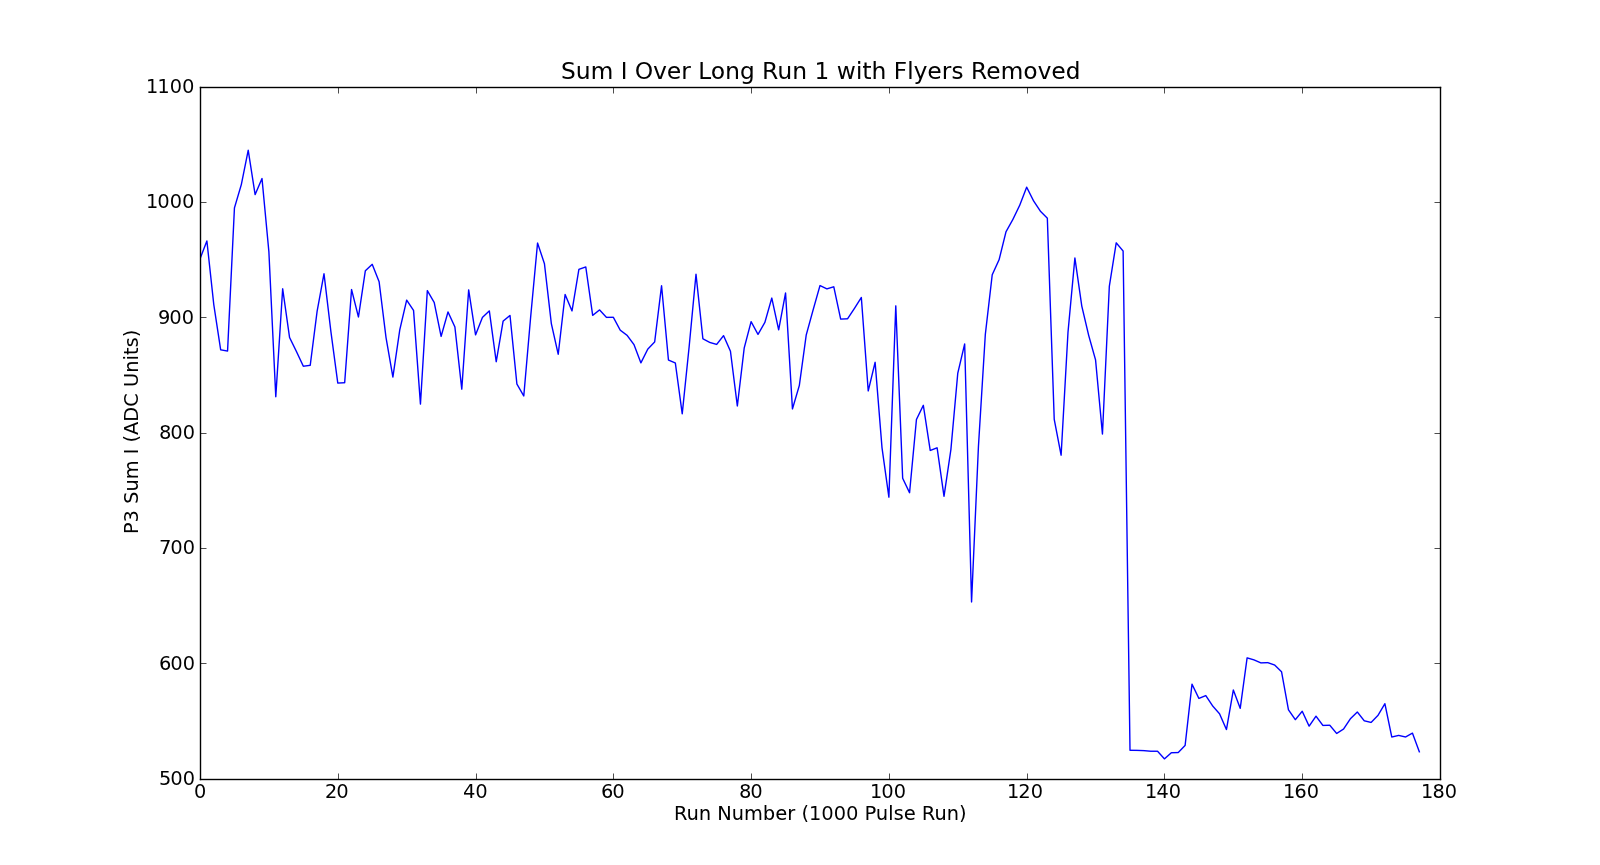 Sum I Over Long Run 1 with Flyers Removed
1100
1000
900
800
700
600
500
P3 Sum I (ADC Units)
0 20 40 60 80 100 120 140 160 180
Run Number (1000 Pulse Run)